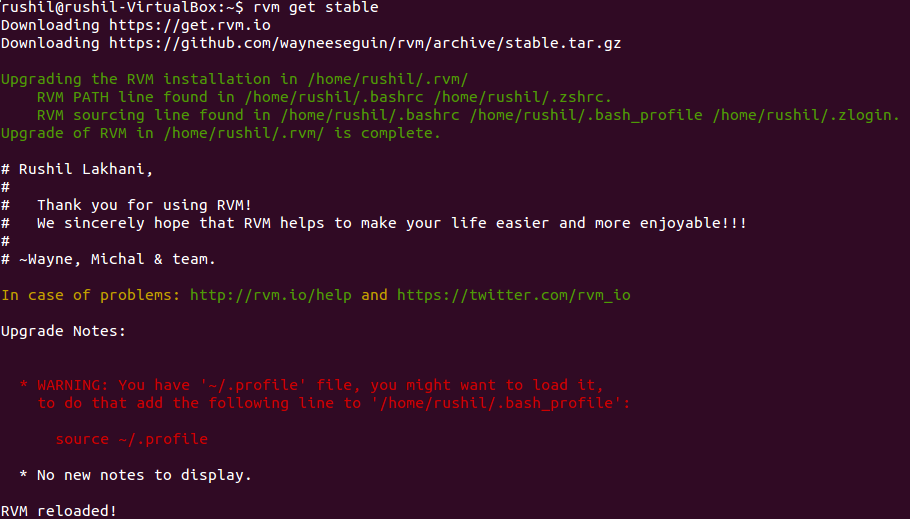 rushil@rushil-VirtualBox:~$ rvm get stable
Downloading https://get.rvm.io
Downloading https://github.com/wayneeseguin/rvm/archive/stable.tar.gz
Upgrading the RVM installation in /home/rushil/.rvm/
RVM PATH line found in /home/rushil/.bashrc /home/rushil/.zshrc.
RVM sourcing line found in /home/rushil/.bashrc /home/rushil/.bash_profile /home/rushil/.zlogin.
Upgrade of RVM in /home/rushil/.rvm/ is complete.
# Rushil Lakhani,
#
#   Thank you for using RVM!
#   We sincerely hope that RVM helps to make your life easier and more enjoyable!!!
#
# ~Wayne, Michal & team.
In case of problems: http://rvm.io/help and https://twitter.com/rvm_io
Upgrade Notes:
* WARNING: You have '~/.profile' file, you might want to load it,
to do that add the following line to '/home/rushil/.bash_profile':
source ~/.profile
* No new notes to display.
RVM reloaded!